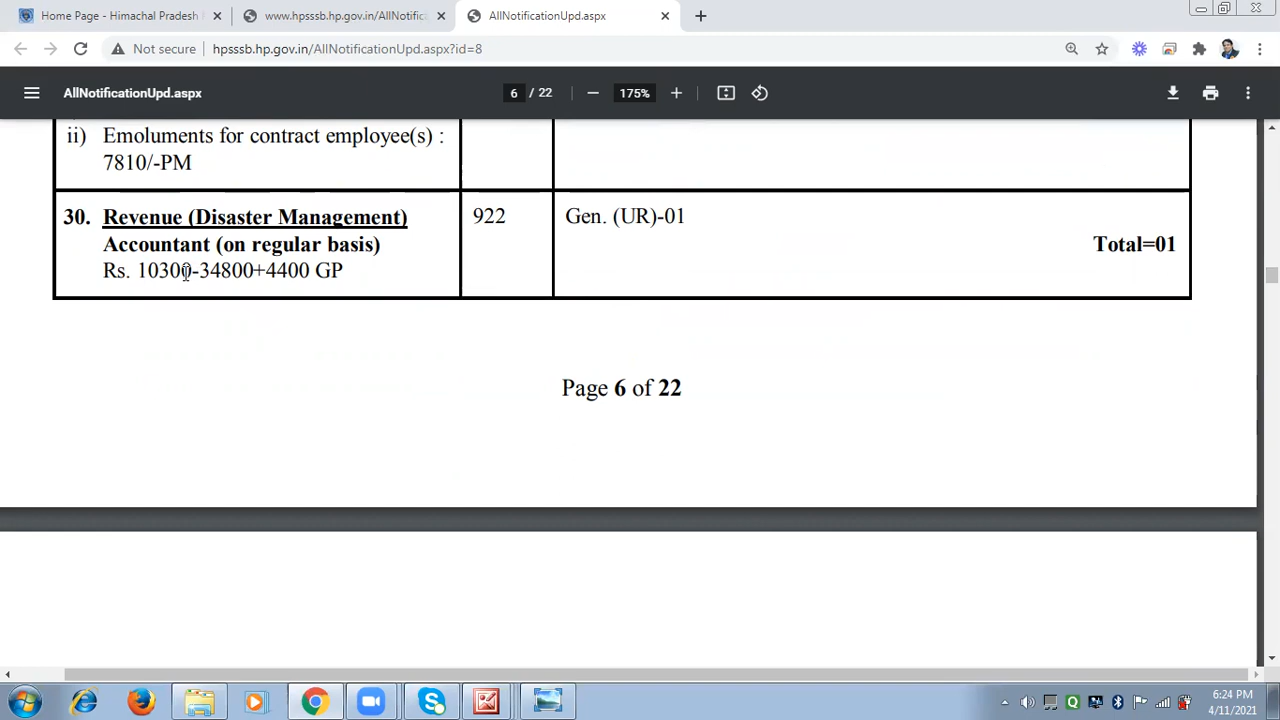 Home Page - Himachal Pradesh
www.hpsssb.hp.gov.in/AllNotific
AllNotificationUpd.aspx
Not secure
hpsssb.hp.gov.in/AllNotificationUpd.aspx?id=8
AllNotificationUpd.aspx
6 / 22
175%
ii) Emoluments for contract employee(s) :
7810/-PM
30. Revenue (Disaster Management) 922 Gen. (UR)-01
Accountant (on regular basis) Total=01
Rs. 10300-34800+4400 GP
Page 6 of 22
6:24 PM
4/11/2021